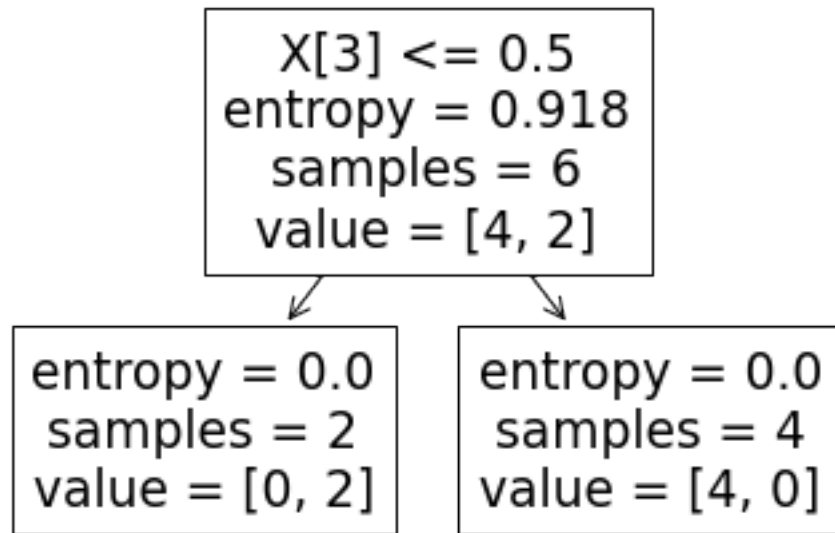 X[3] <= 0.5
entropy = 0.918
samples = 6
value = [4, 2]
entropy = 0.0
samples = 2
value = [0, 2]
entropy = 0.0
samples = 4
value = [4, 0]